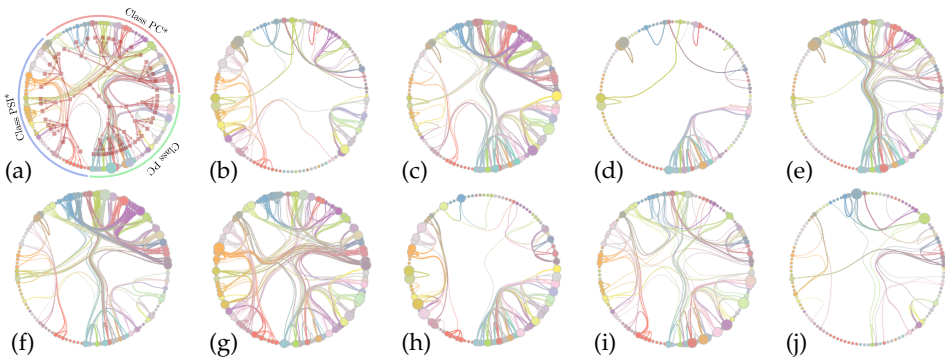 Class PC*
Class PSI*
Class PC
(a)
(b)
(c)
(d)
(e)
(f)
(g)
(h)
(i)
(j)